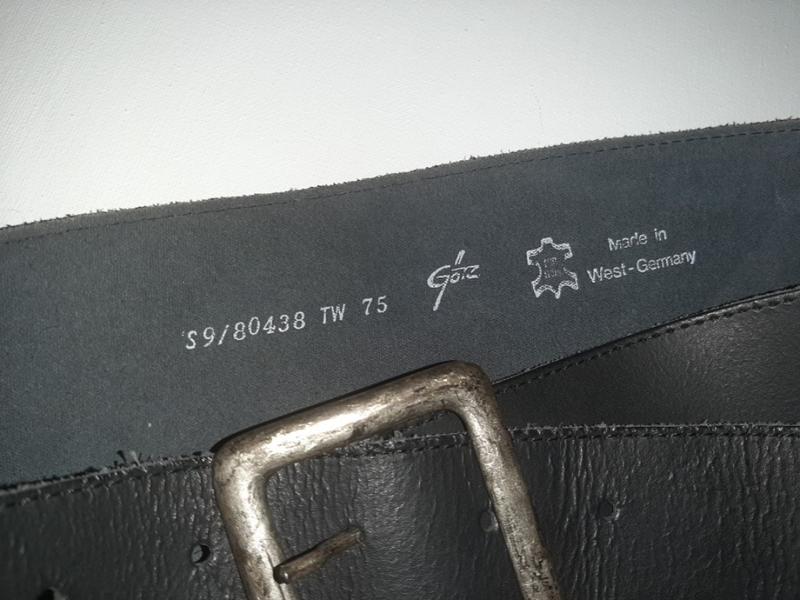 S9/80438 TW 75
Götz
Made in
West-Germany